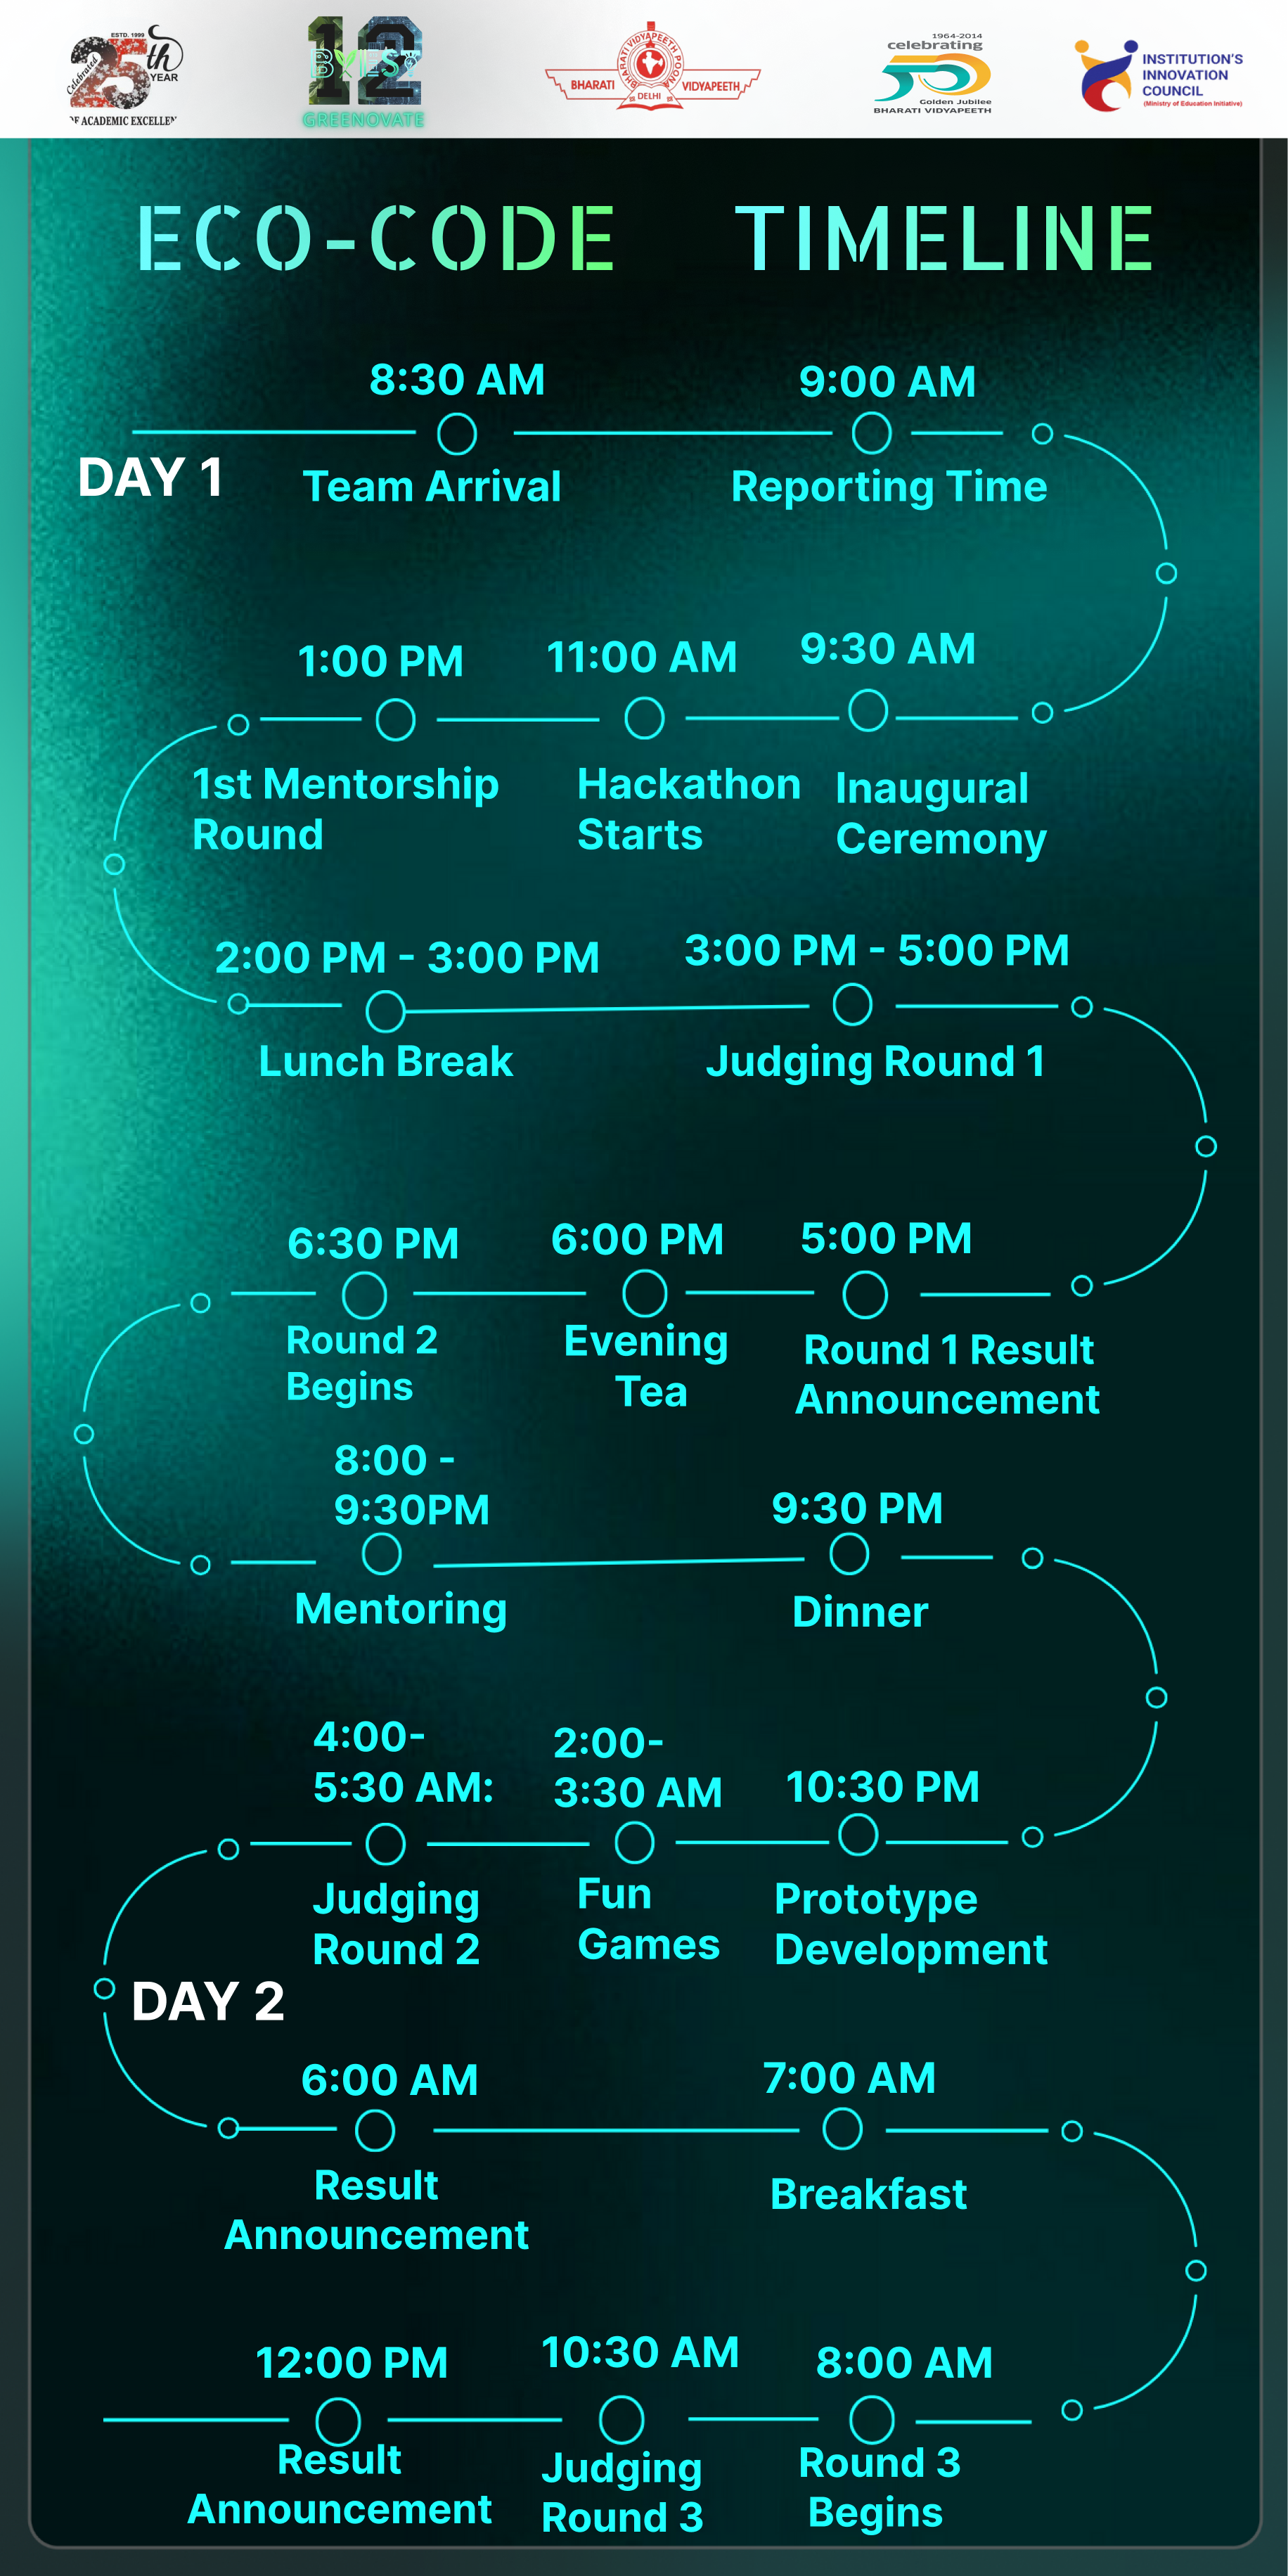 ESTD. 1999
Celebrated
25th
YEAR
OF ACADEMIC EXCELLEN
12
BVEST
GREENOVATE
BHARATI VIDYAPEETH POONA
BHARATI VIDYAPEETH
DELHI
1964-2014
celebrating
50
Golden Jubilee
BHARATI VIDYAPEETH
INSTITUTION'S
INNOVATION
COUNCIL
(Ministry of Education Initiative)
ECO-CODE TIMELINE
DAY 1
8:30 AM
Team Arrival
9:00 AM
Reporting Time
9:30 AM
Inaugural
Ceremony
11:00 AM
Hackathon
Starts
1:00 PM
1st Mentorship
Round
2:00 PM - 3:00 PM
Lunch Break
3:00 PM - 5:00 PM
Judging Round 1
5:00 PM
Round 1 Result
Announcement
6:00 PM
Evening
Tea
6:30 PM
Round 2
Begins
8:00 -
9:30PM
Mentoring
9:30 PM
Dinner
10:30 PM
Prototype
Development
2:00-
3:30 AM
Fun
Games
4:00-
5:30 AM:
Judging
Round 2
DAY 2
6:00 AM
Result
Announcement
7:00 AM
Breakfast
8:00 AM
Round 3
Begins
10:30 AM
Judging
Round 3
12:00 PM
Result
Announcement